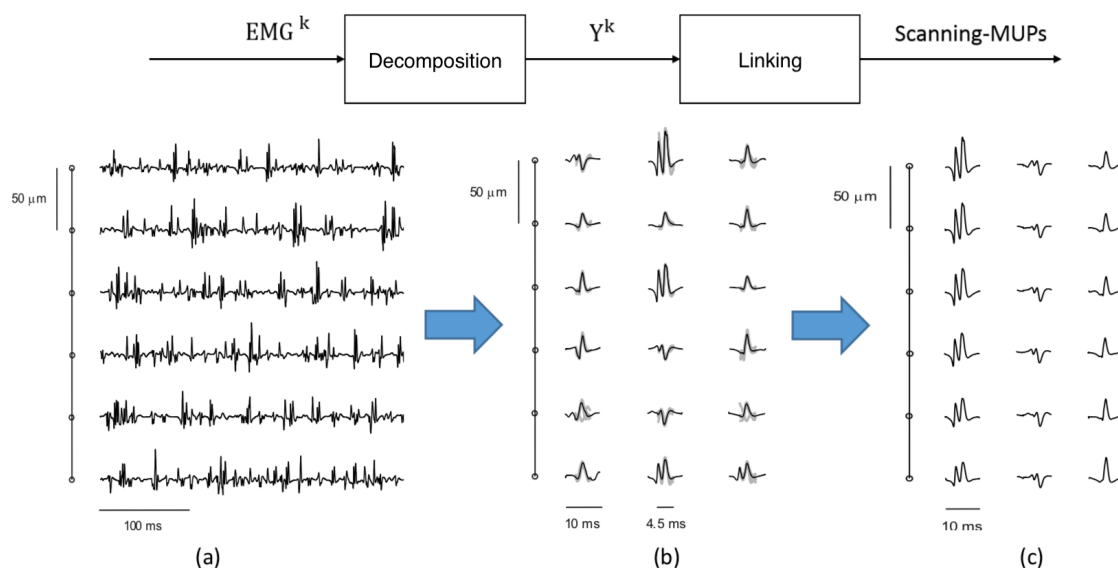 EMG k
Yk
Scanning-MUPs
Decomposition
Linking
50 μm
50 μm
50 μm
100 ms
10 ms
4.5 ms
10 ms
(a)
(b)
(c)